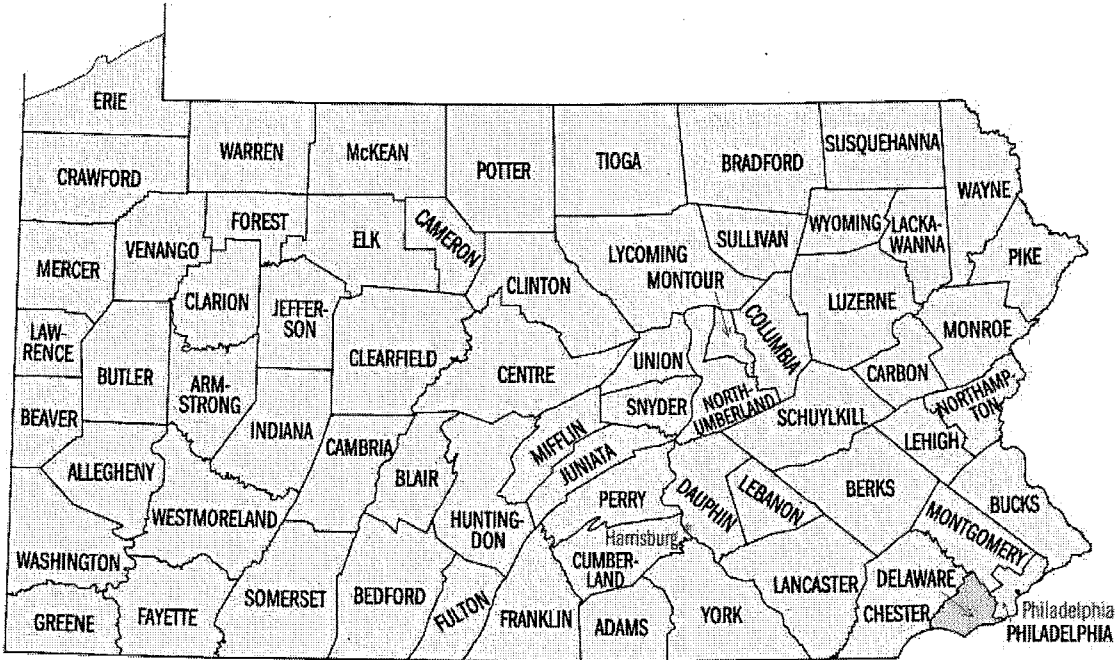 ERIE
WARREN
McKEAN
POTTER
TIOGA
BRADFORD
SUSQUEHANNA
CRAWFORD
WAYNE
FOREST
ELK
CAMERON
SULLIVAN
WYOMING
LACKA-
WANNA
VENANGO
MERCER
CLARION
JEFFER-
SON
CLINTON
LYCOMING
MONTOUR
PIKE
LUZERNE
COLUMBIA
MONROE
LAW-
RENCE
BUTLER
ARM-
STRONG
CLEARFIELD
CENTRE
UNION
CARBON
NORTHAMP-
TON
BEAVER
INDIANA
SNYDER
NORTH-
UMBERLAND
SCHUYLKILL
LEHIGH
ALLEGHENY
CAMBRIA
BLAIR
MIFFLIN
JUNIATA
PERRY
DAUPHIN
LEBANON
BERKS
BUCKS
MONTGOMERY
WESTMORELAND
HUNTING-
DON
Harrisburg
CUMBER-
LAND
WASHINGTON
GREENE
FAYETTE
SOMERSET
BEDFORD
FULTON
FRANKLIN
ADAMS
YORK
LANCASTER
DELAWARE
CHESTER
Philadelphia
PHILADELPHIA